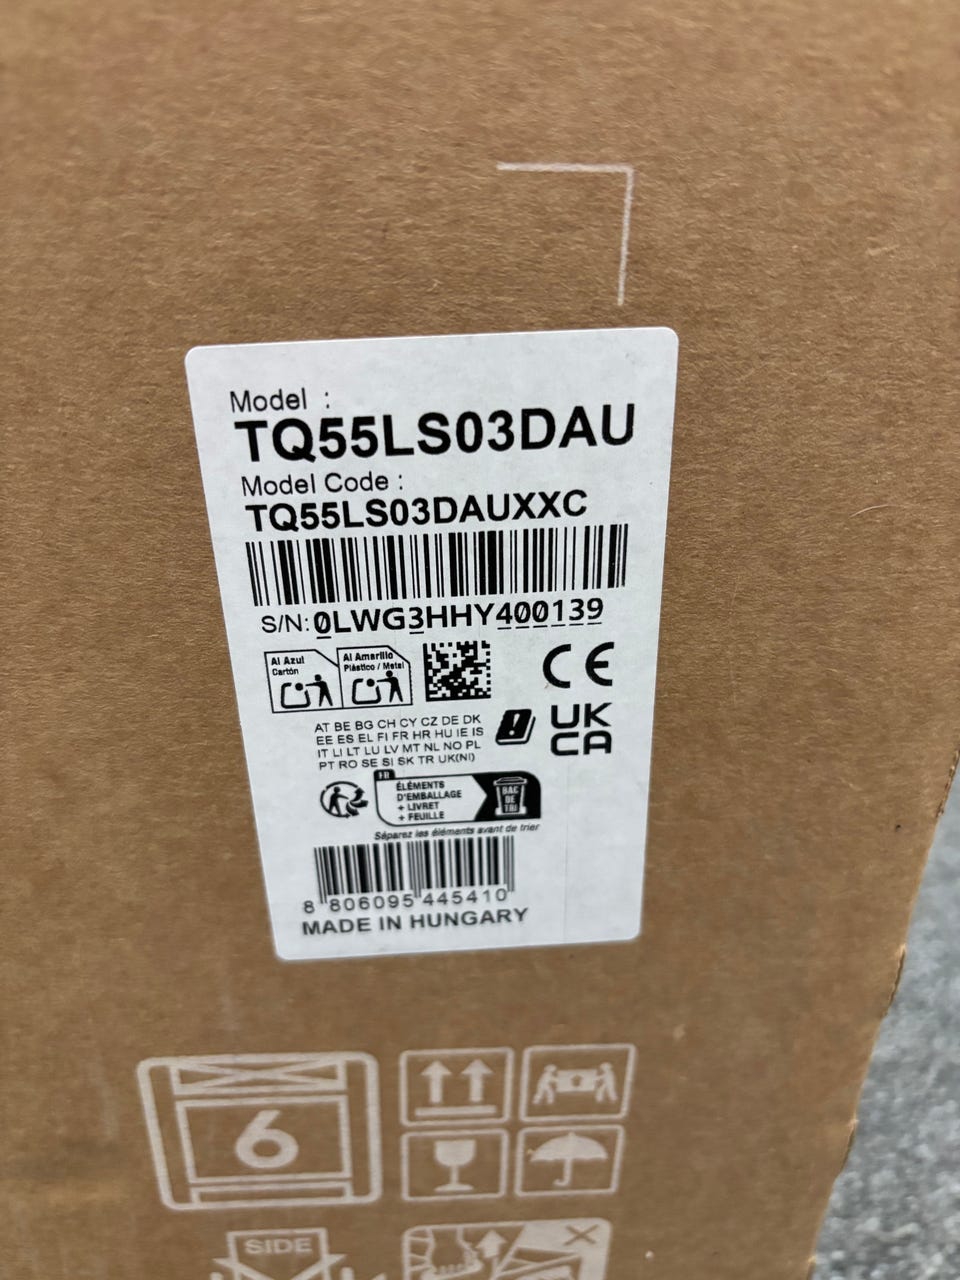 Model :
TQ55LS03DAU
Model Code :
TQ55LS03DAUXXC
S/N: 0LWG3HHY400139
Al Azul
Cartón
Al Amarillo
Plástico / Metal
CE
AT BE BG CH CY CZ DE DK
EE ES EL FI FR HR HU IE IS
IT LI LT LU LV MT NL NO PL
PT RO SE SI SK TR UK(NI)
UK
CA
FR
ÉLÉMENTS
D'EMBALLAGE
+ LIVRET
+ FEUILLE
BAC
DE
TRI
Séparez les éléments avant de trier
8 806095 445410
MADE IN HUNGARY
6
SIDE